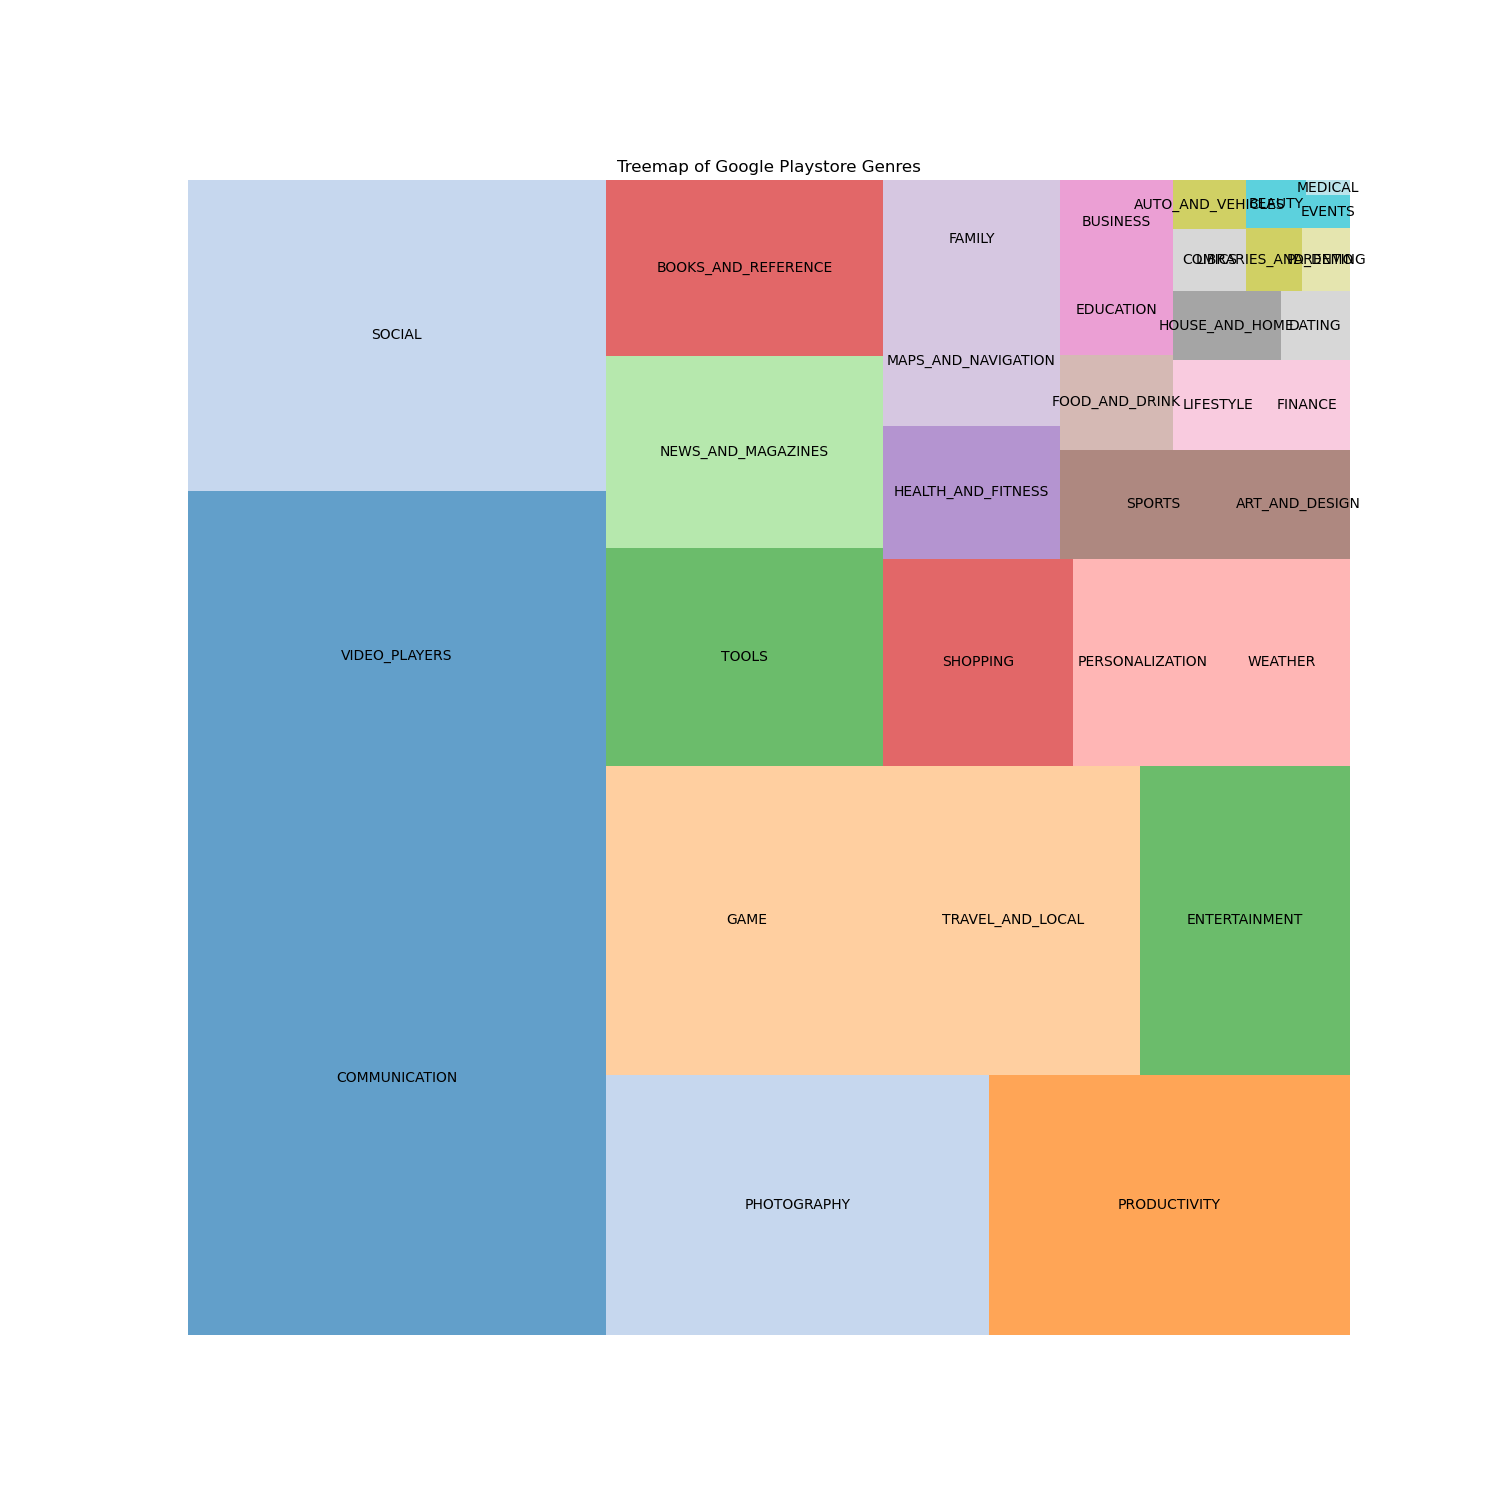 Treemap of Google Playstore Genres
SOCIAL
VIDEO_PLAYERS
COMMUNICATION
BOOKS_AND_REFERENCE
NEWS_AND_MAGAZINES
TOOLS
GAME
TRAVEL_AND_LOCAL
ENTERTAINMENT
PHOTOGRAPHY
PRODUCTIVITY
FAMILY
MAPS_AND_NAVIGATION
HEALTH_AND_FITNESS
SHOPPING
PERSONALIZATION
WEATHER
BUSINESS
EDUCATION
FOOD_AND_DRINK
SPORTS
ART_AND_DESIGN
LIFESTYLE
FINANCE
HOUSE_AND_HOME
DATING
COMICS
LIBRARIES_AND_DEMO
PARENTING
AUTO_AND_VEHICLES
BEAUTY
EVENTS
MEDICAL